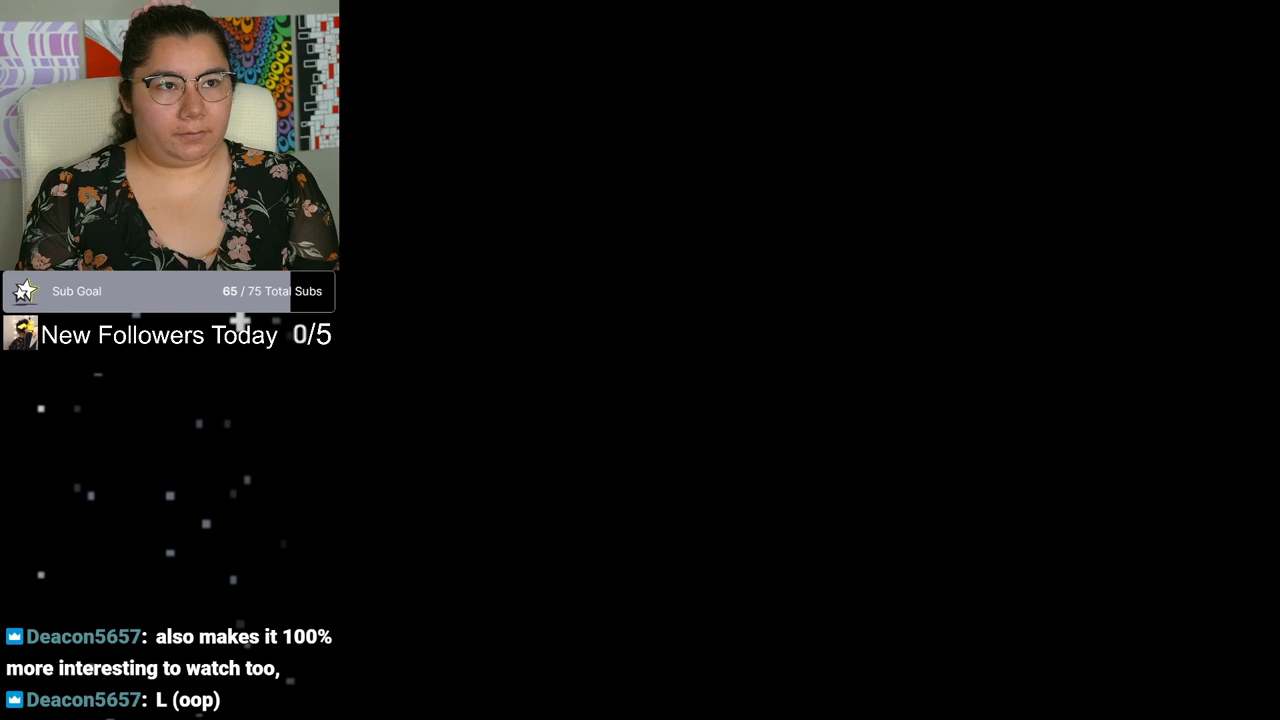 Sub Goal 65 / 75 Total Subs
New Followers Today 0/5
Deacon5657: also makes it 100%
more interesting to watch too,
Deacon5657: L (oop)